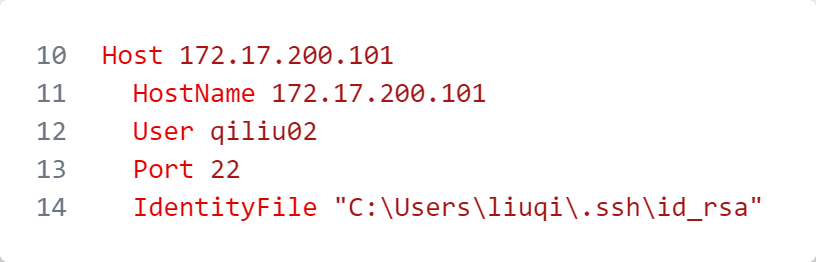 10 Host 172.17.200.101
11 HostName 172.17.200.101
12 User qiliu02
13 Port 22
14 IdentityFile "C:\Users\liuqi\.ssh\id_rsa"